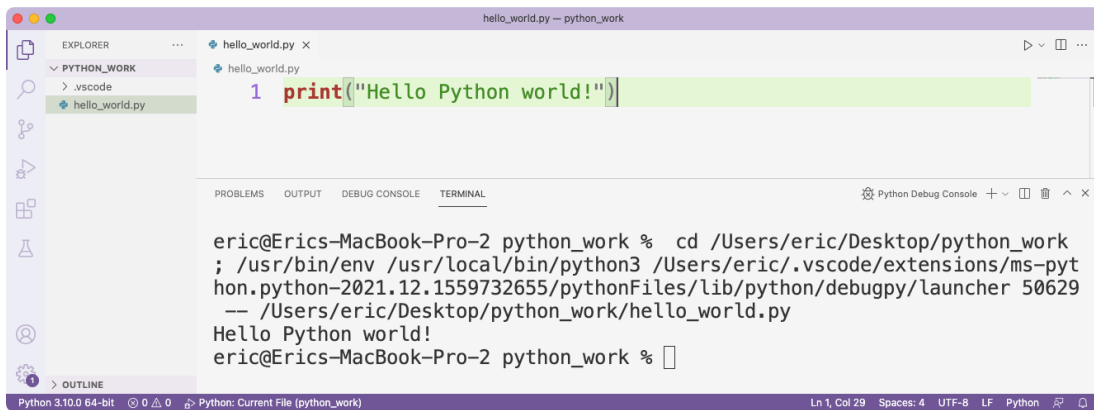 hello_world.py — python_work
EXPLORER ···
PYTHON_WORK
.vscode
hello_world.py
hello_world.py
hello_world.py
1 print("Hello Python world!")
PROBLEMS OUTPUT DEBUG CONSOLE TERMINAL Python Debug Console
eric@Erics-MacBook-Pro-2 python_work %  cd /Users/eric/Desktop/python_work
; /usr/bin/env /usr/local/bin/python3 /Users/eric/.vscode/extensions/ms-pyt
hon.python-2021.12.1559732655/pythonFiles/lib/python/debugpy/launcher 50629
 -- /Users/eric/Desktop/python_work/hello_world.py
Hello Python world!
eric@Erics-MacBook-Pro-2 python_work %
OUTLINE
1
Python 3.10.0 64-bit 0 0 Python: Current File (python_work) Ln 1, Col 29 Spaces: 4 UTF-8 LF Python